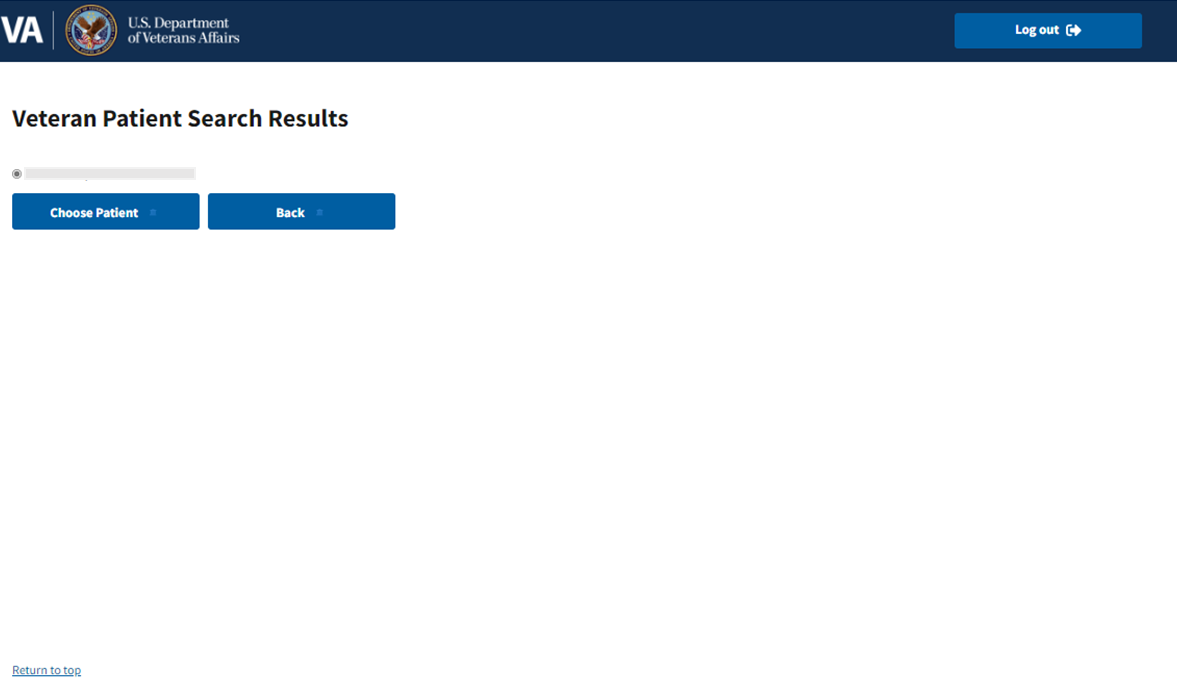 VA
U.S. Department
of Veterans Affairs
Log out
Veteran Patient Search Results
Choose Patient
Back
Return to top